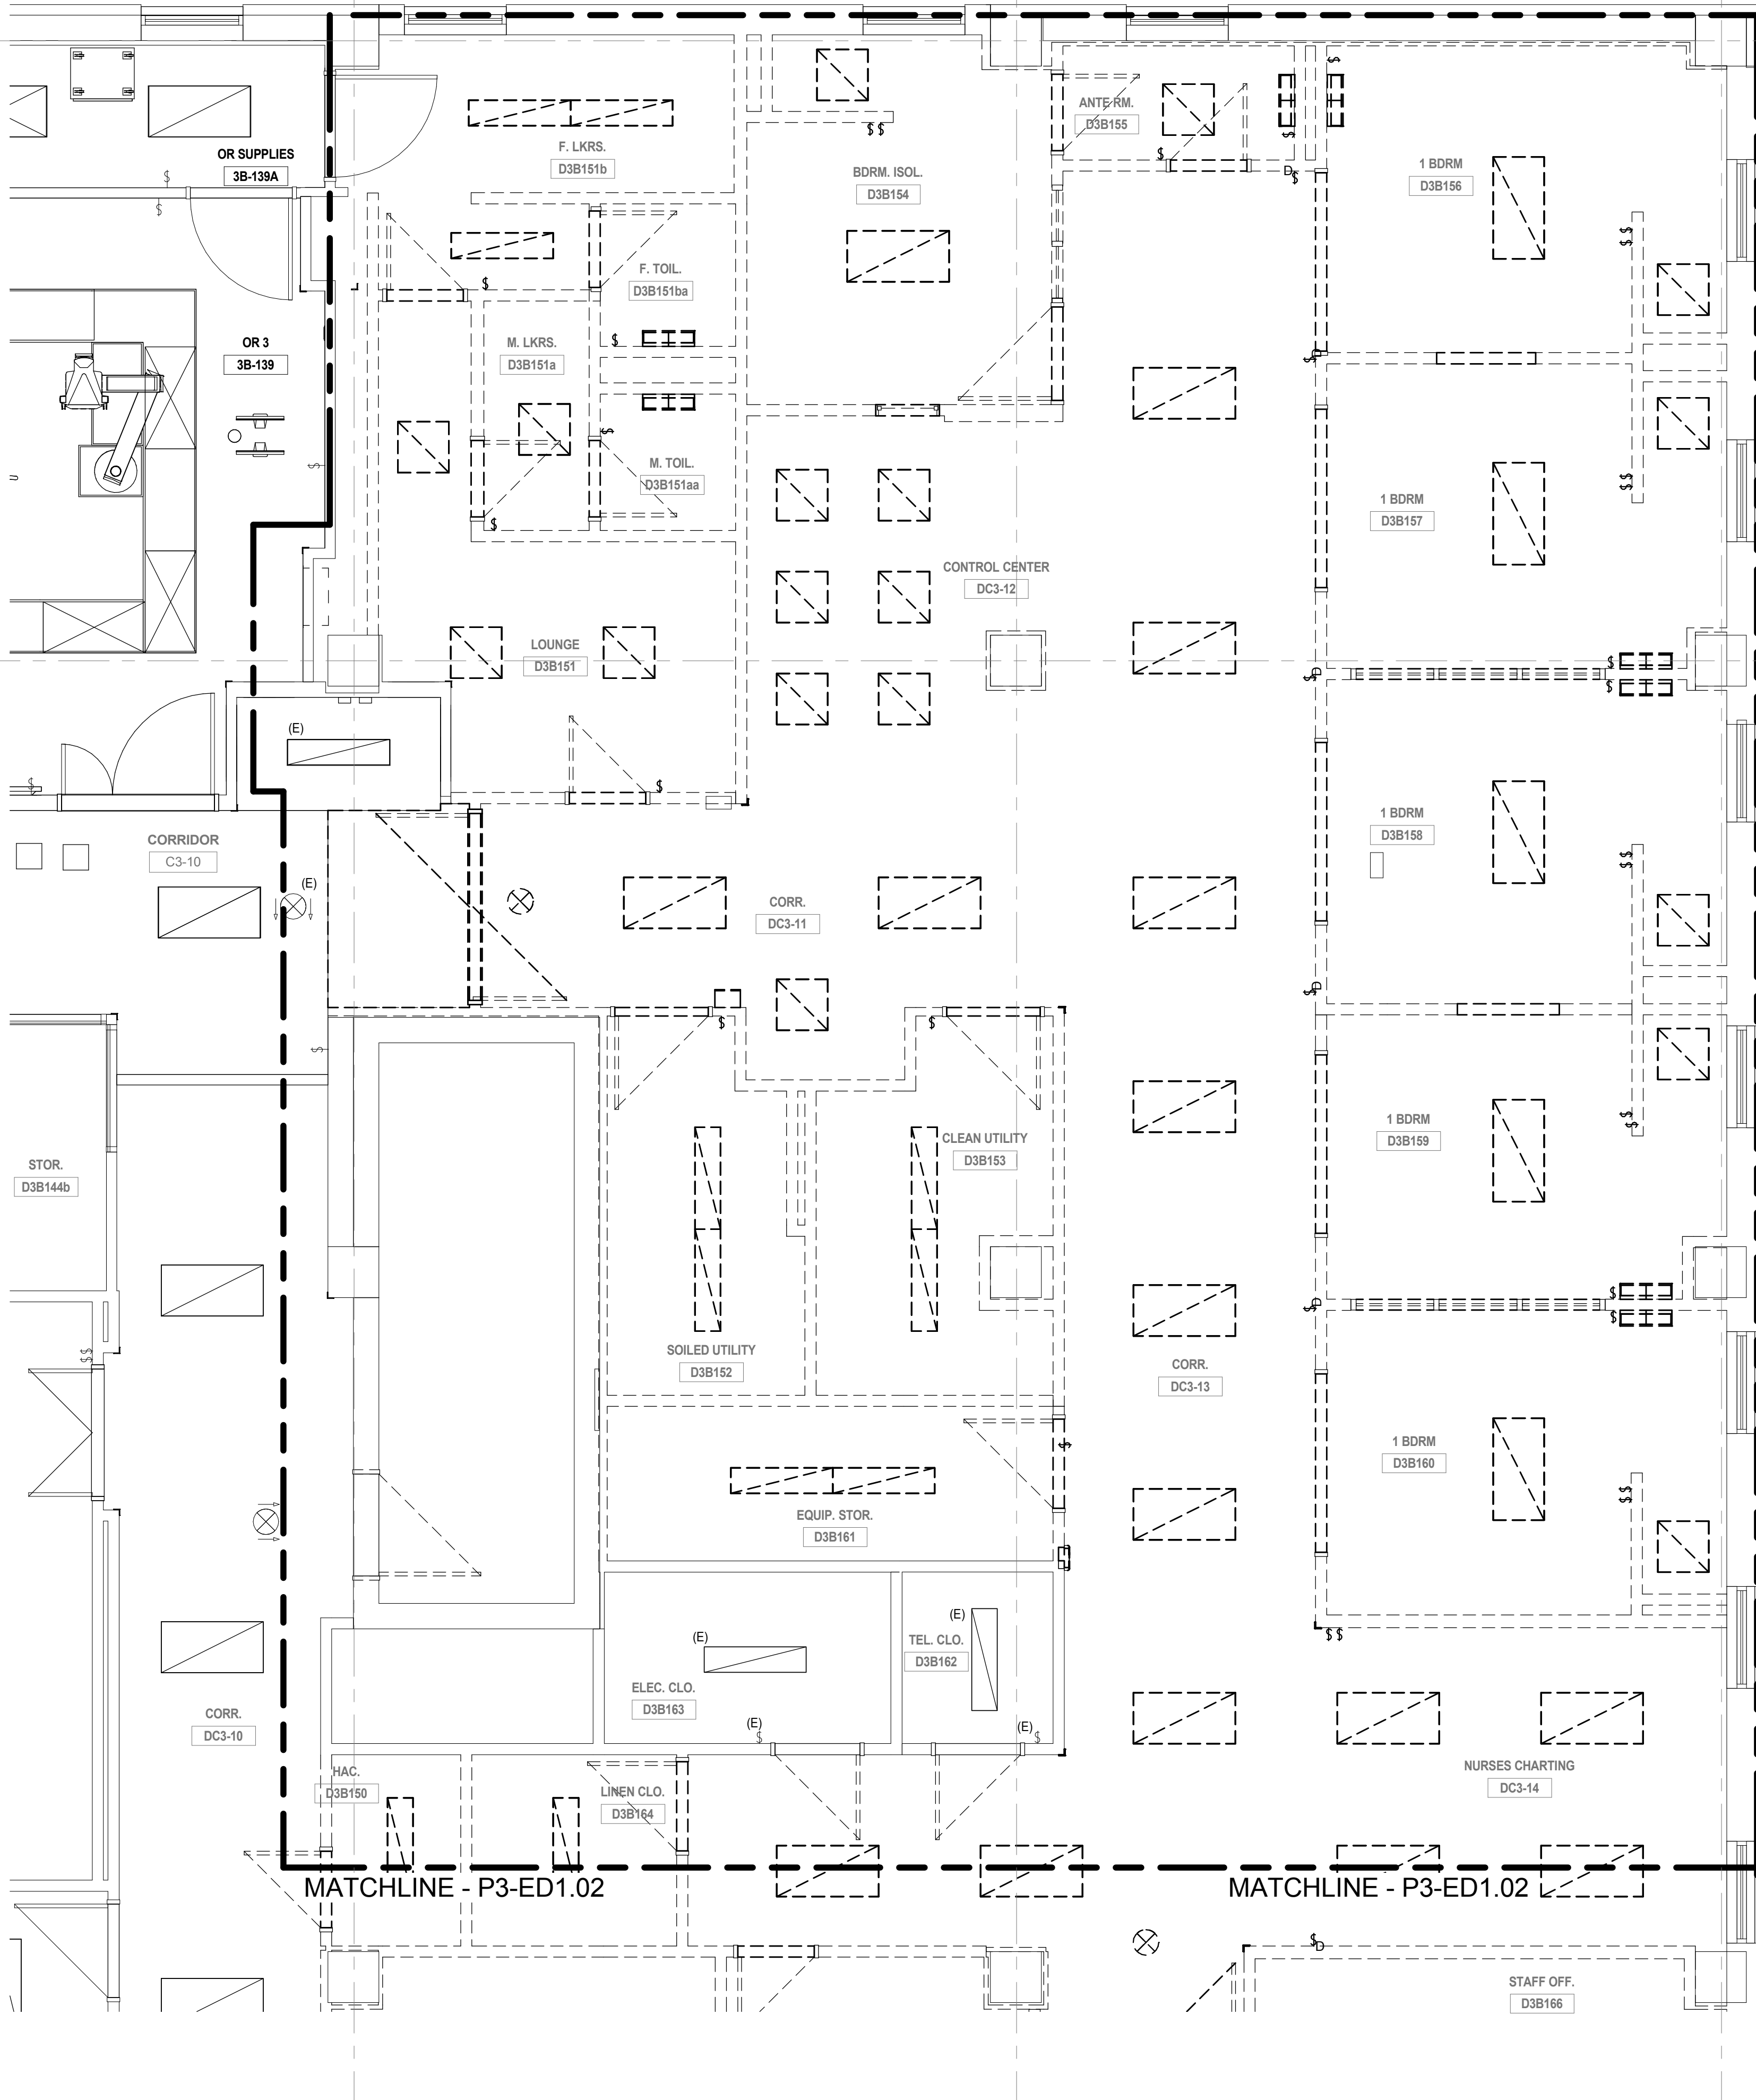 ANTE RM.
D3B155
OR SUPPLIES
3B-139A
F. LKRS.
D3B151b
BDRM. ISOL.
D3B154
1 BDRM
D3B156
F. TOIL.
D3B151ba
OR 3
3B-139
M. LKRS.
D3B151a
M. TOIL.
D3B151aa
1 BDRM
D3B157
CONTROL CENTER
DC3-12
LOUNGE
D3B151
(E)
1 BDRM
D3B158
CORRIDOR
C3-10
(E)
CORR.
DC3-11
CLEAN UTILITY
D3B153
1 BDRM
D3B159
STOR.
D3B144b
SOILED UTILITY
D3B152
CORR.
DC3-13
1 BDRM
D3B160
EQUIP. STOR.
D3B161
(E)
TEL. CLO.
D3B162
(E)
ELEC. CLO.
D3B163
CORR.
DC3-10
(E)
(E)
HAC.
D3B150
LINEN CLO.
D3B164
NURSES CHARTING
DC3-14
MATCHLINE - P3-ED1.02
MATCHLINE - P3-ED1.02
STAFF OFF.
D3B166